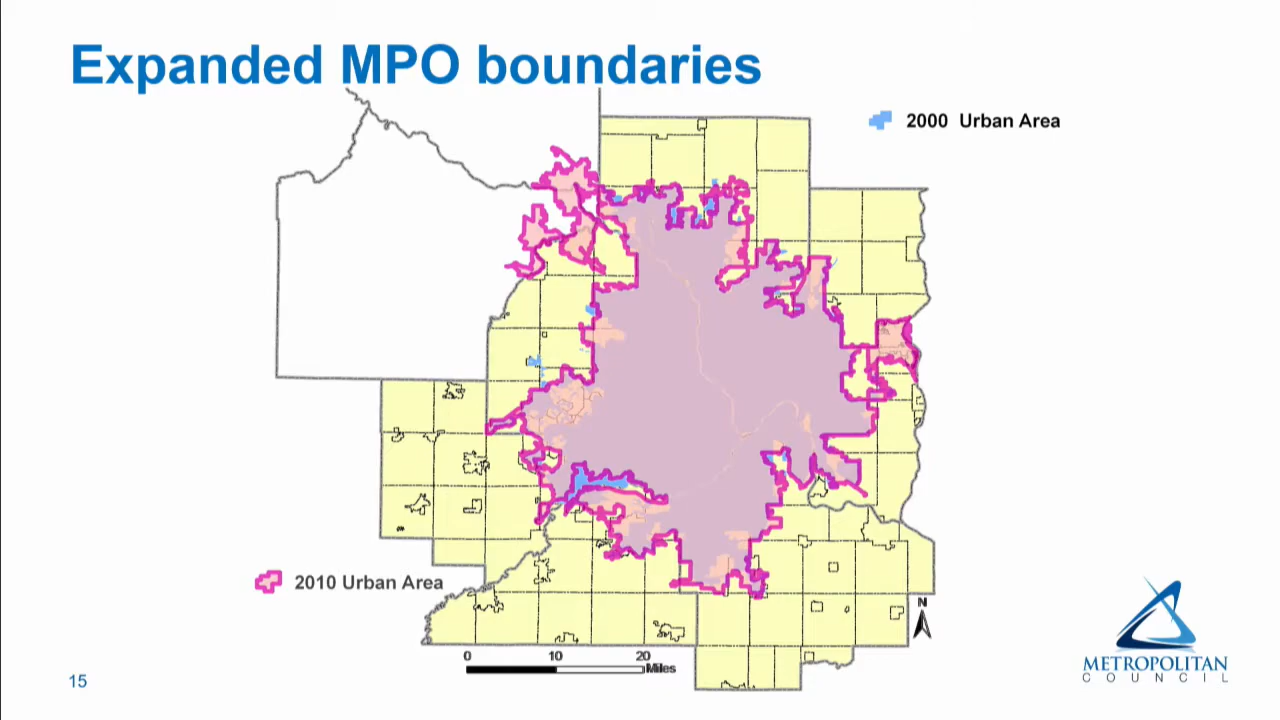 Expanded MPO boundaries
2000 Urban Area
2010 Urban Area
N
0 10 20
Miles
15
METROPOLITAN
COUNCIL